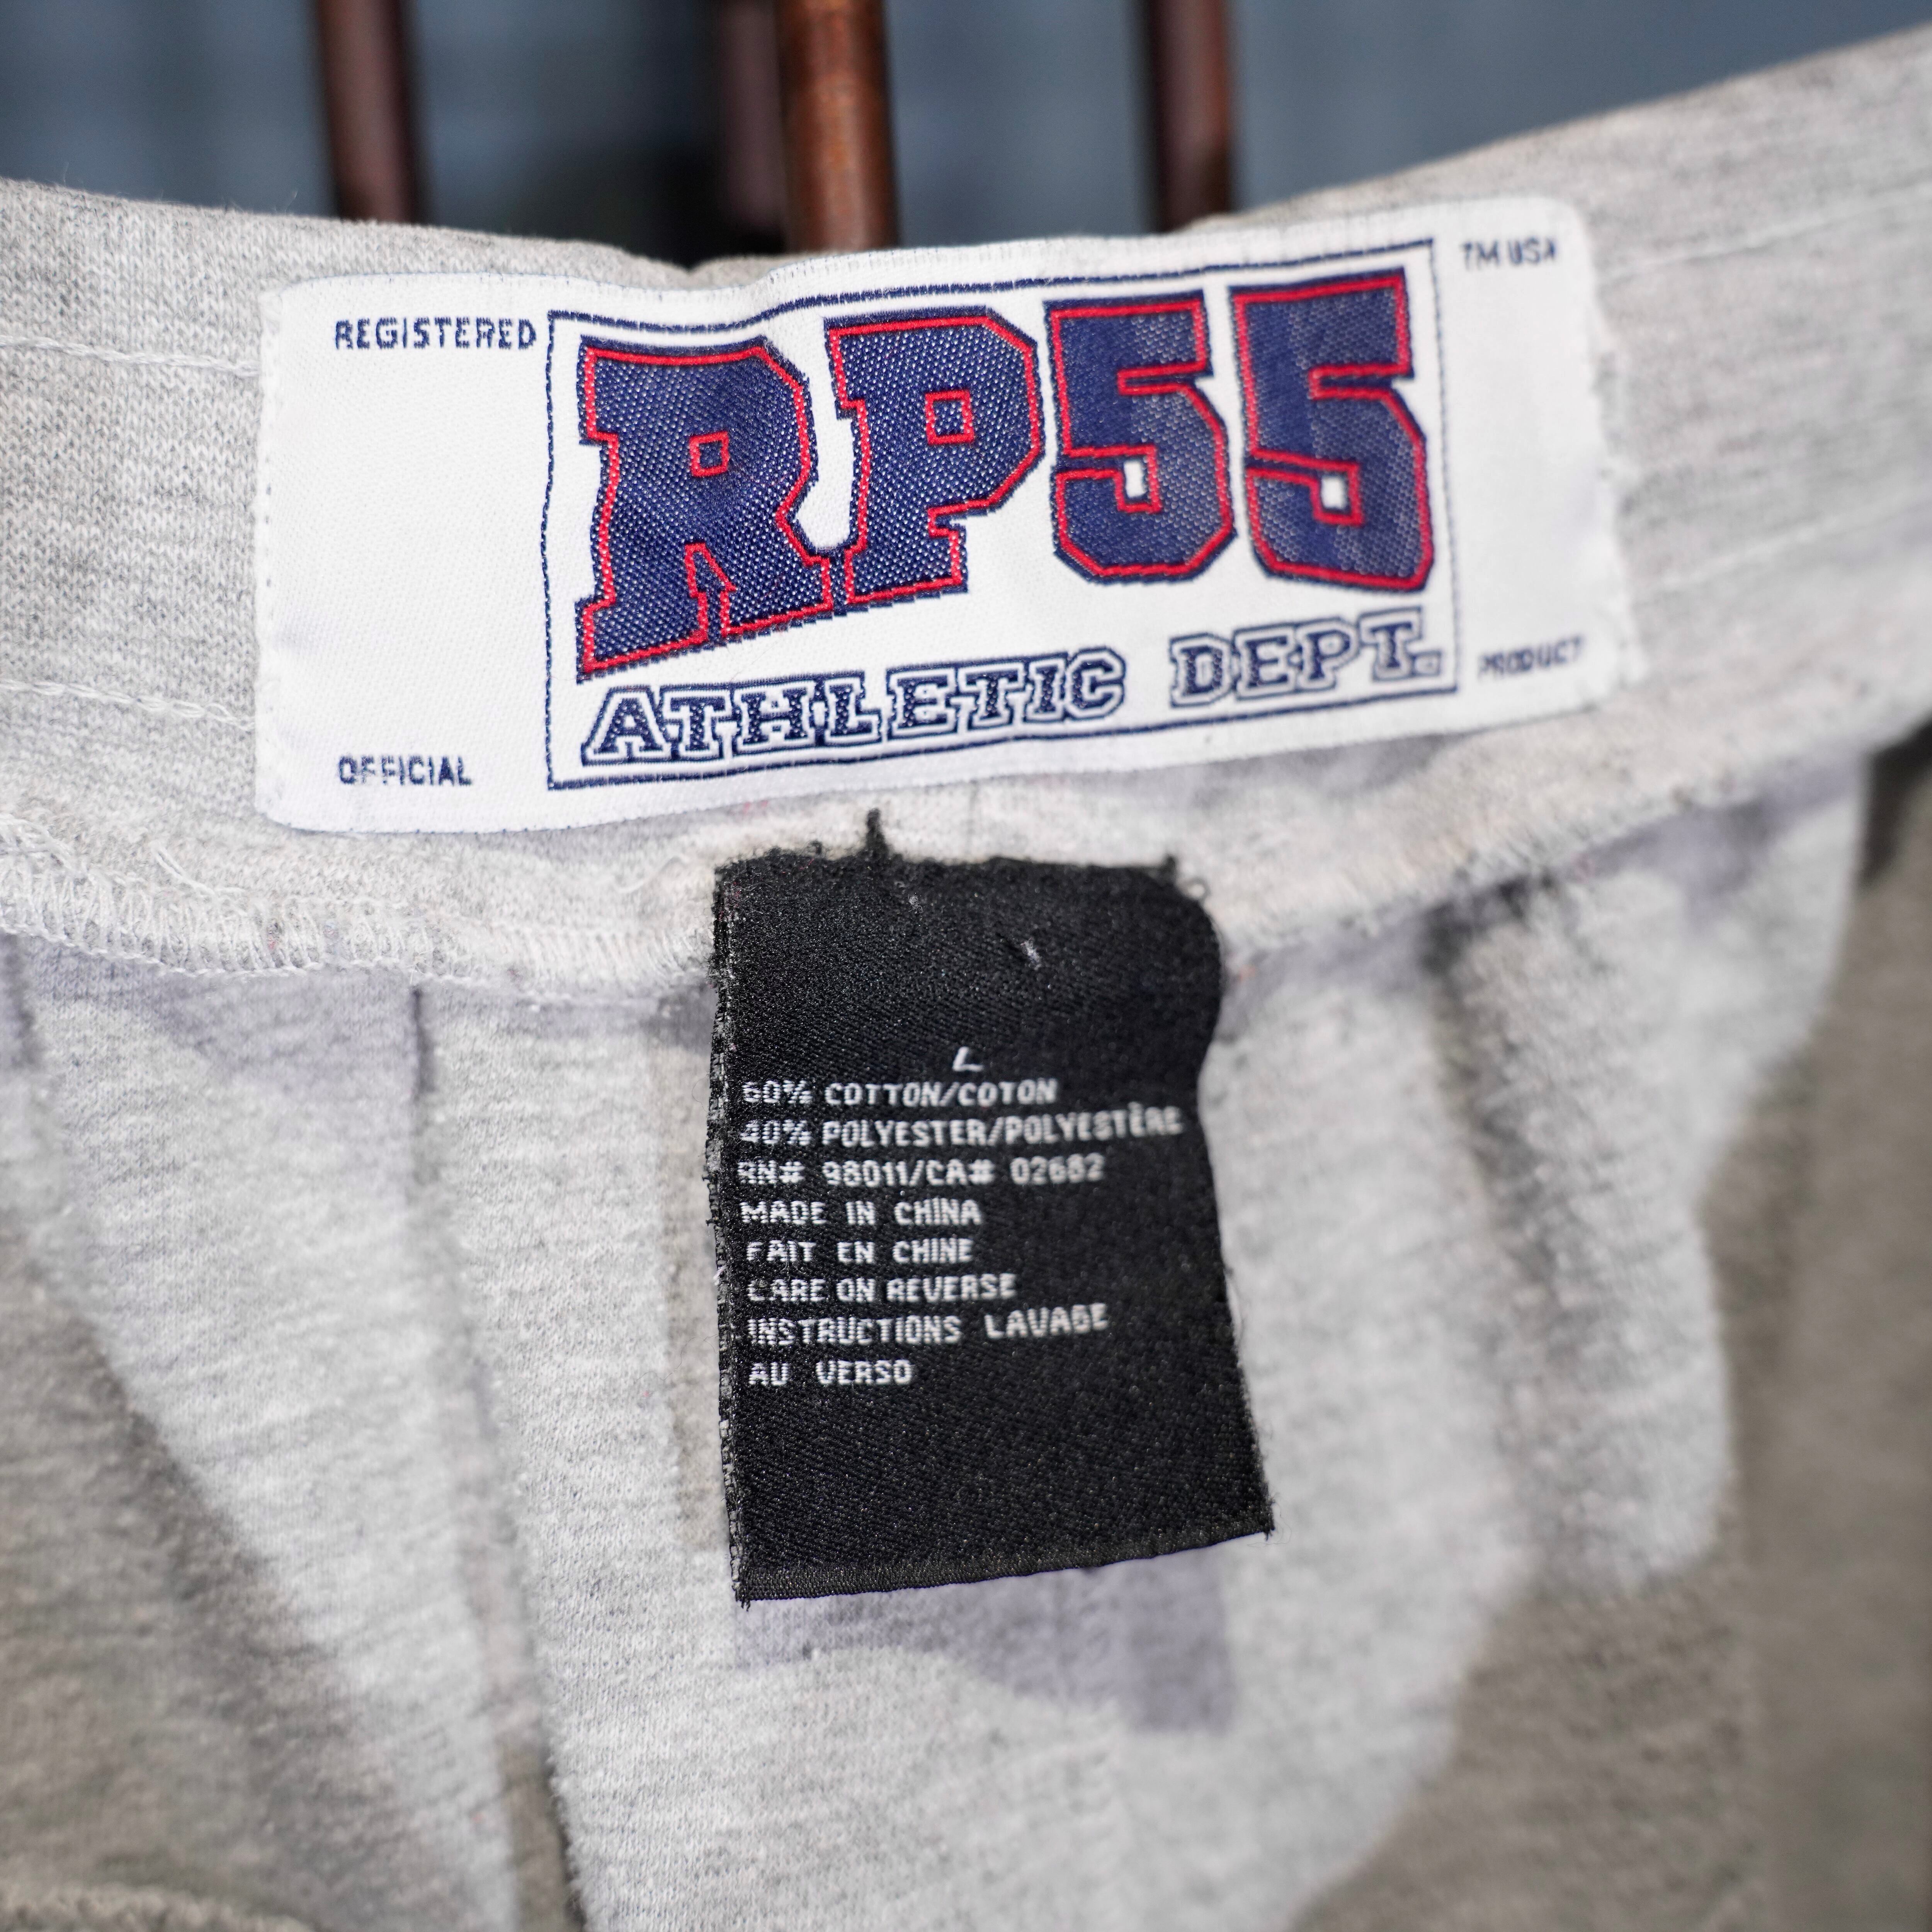 REGISTERED
RP55
TM USA
ATHLETIC DEPT.
PRODUCT
OFFICIAL
L
60% COTTON/COTON
40% POLYESTER/POLYESTÈRE
RN# 98011/CA# 02682
MADE IN CHINA
FAIT EN CHINE
CARE ON REVERSE
INSTRUCTIONS LAVAGE
AU VERSO